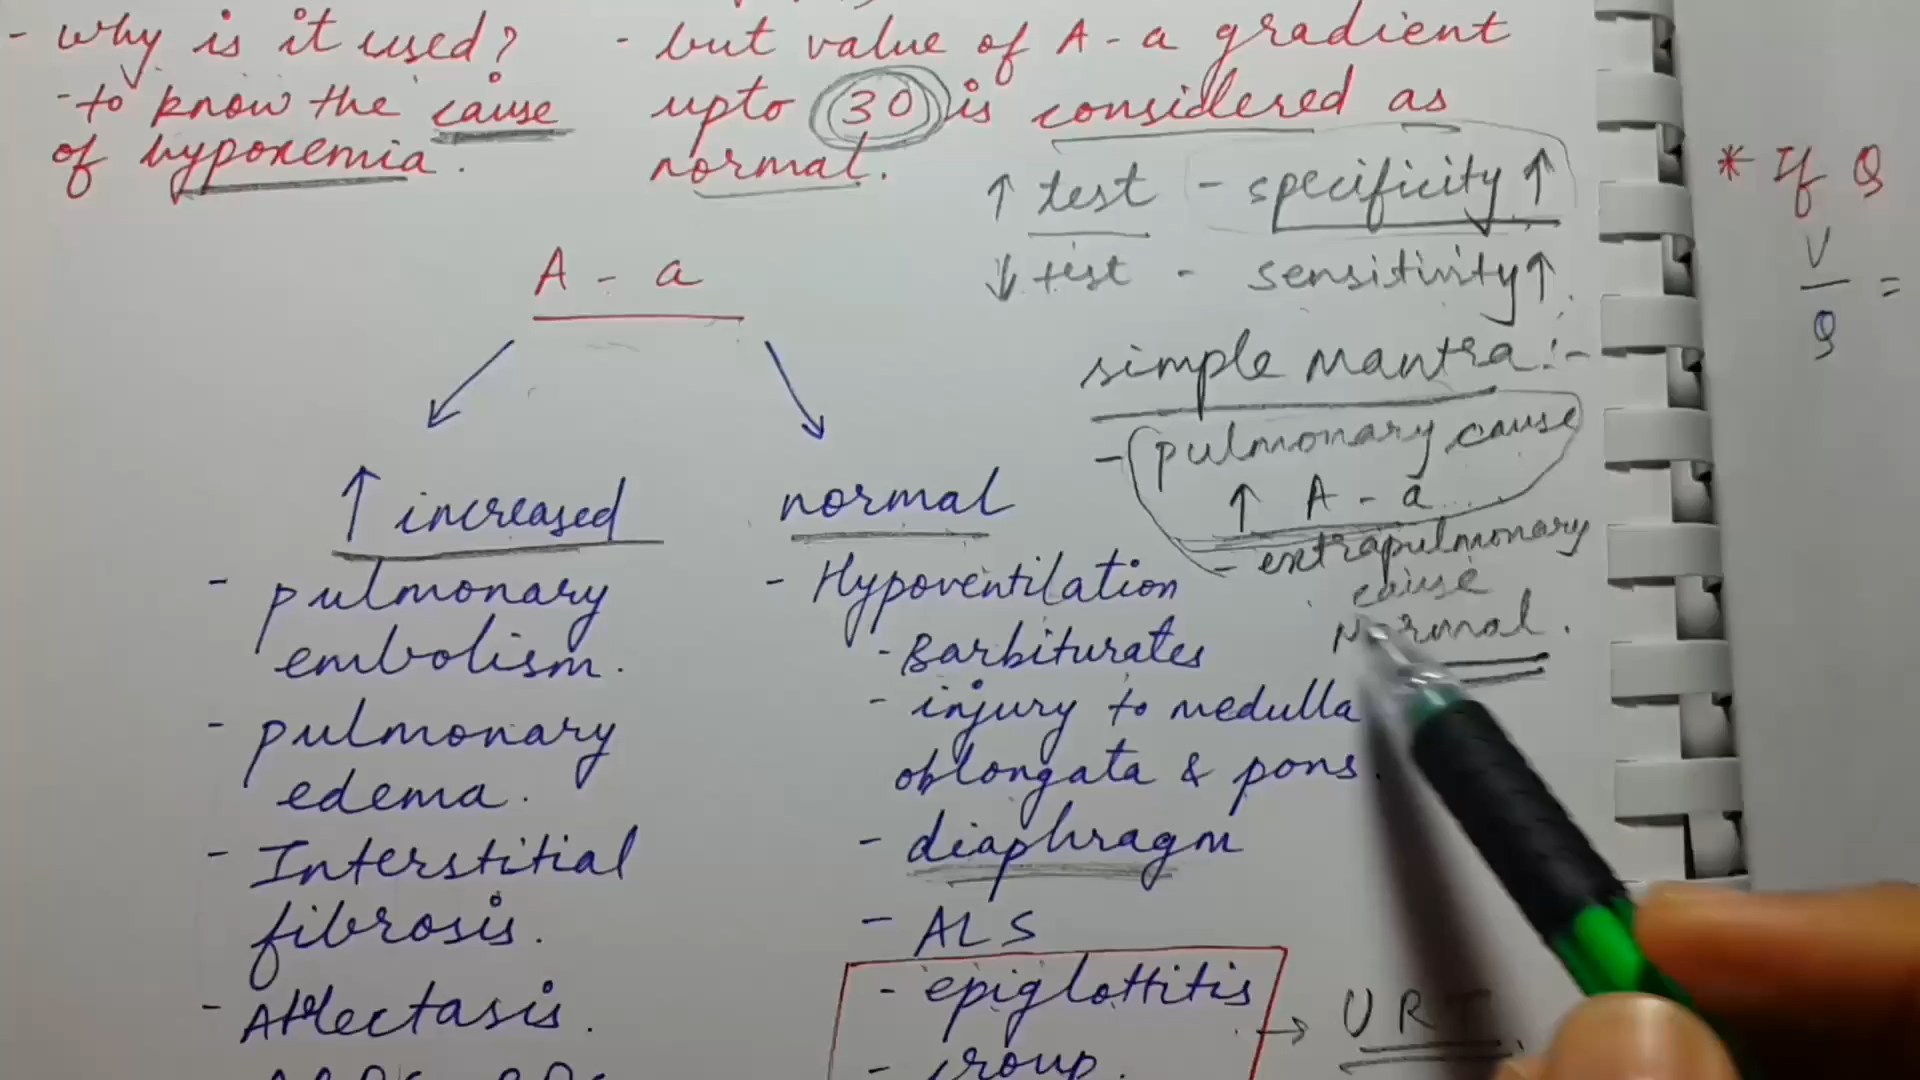 - why is it used?
- to know the cause
of hypoxemia.
- but value of A - a gradient
upto 30 is considered as
normal.
↑ test - specificity ↑
↓ test - sensitivity ↑.
simple mantra :-
- pulmonary cause
↑ A - a
- extrapulmonary
cause
Normal.
A - a
↑ increased
- pulmonary
embolism.
- pulmonary
edema.
- Interstitial
fibrosis.
- Atelectasis.
normal
- Hypoventilation
- Barbiturates
- injury to medulla
oblongata & pons.
- diaphragm
- ALS
- epiglottitis
- croup.
→ URT
* If Q
V
=
Q